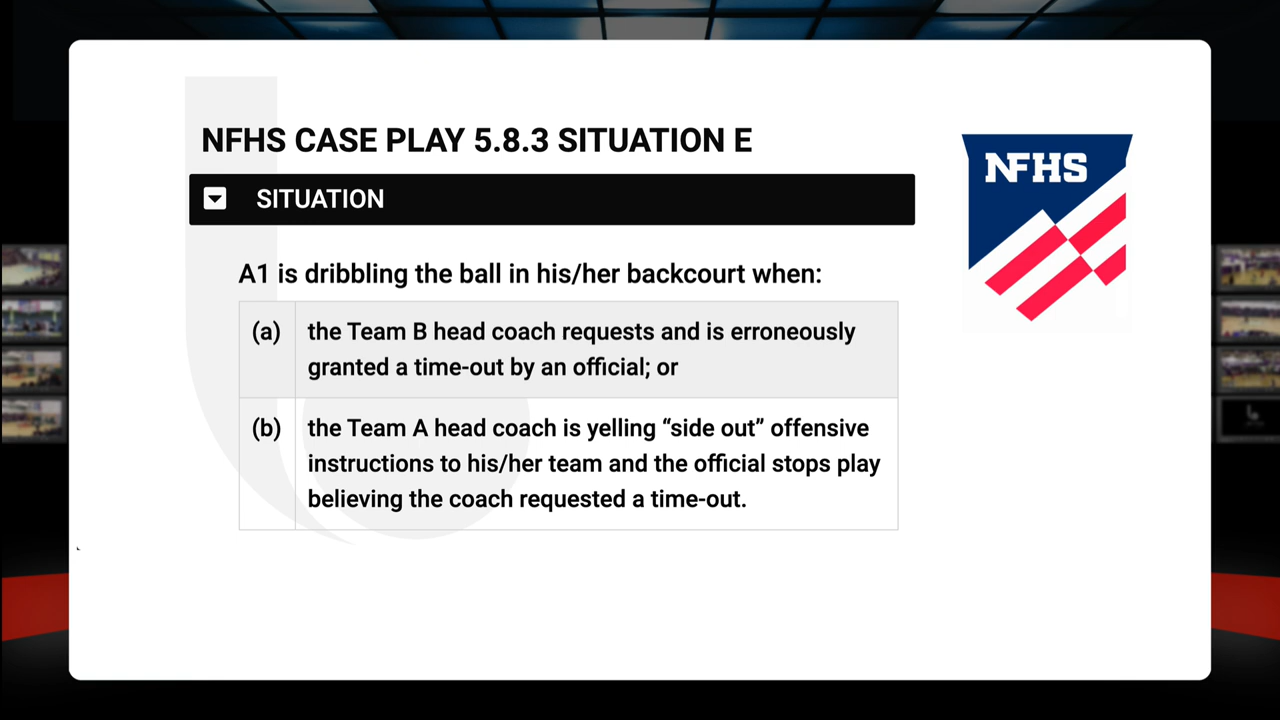 NFHS CASE PLAY 5.8.3 SITUATION E
NFHS
SITUATION
A1 is dribbling the ball in his/her backcourt when:
(a) the Team B head coach requests and is erroneously
granted a time-out by an official; or
(b) the Team A head coach is yelling “side out” offensive
instructions to his/her team and the official stops play
believing the coach requested a time-out.